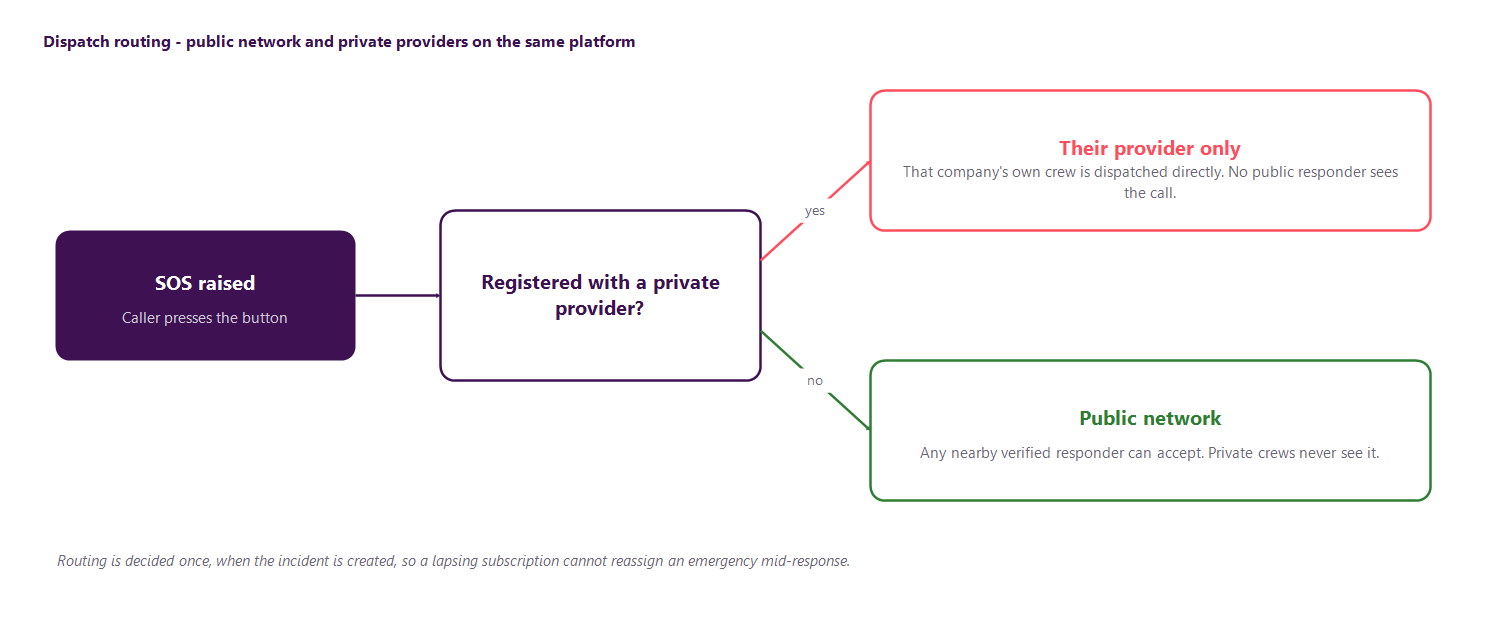 Dispatch routing - public network and private providers on the same platform
SOS raised
Caller presses the button
Registered with a private
provider?
yes
Their provider only
That company's own crew is dispatched directly. No public responder sees
the call.
no
Public network
Any nearby verified responder can accept. Private crews never see it.
Routing is decided once, when the incident is created, so a lapsing subscription cannot reassign an emergency mid-response.